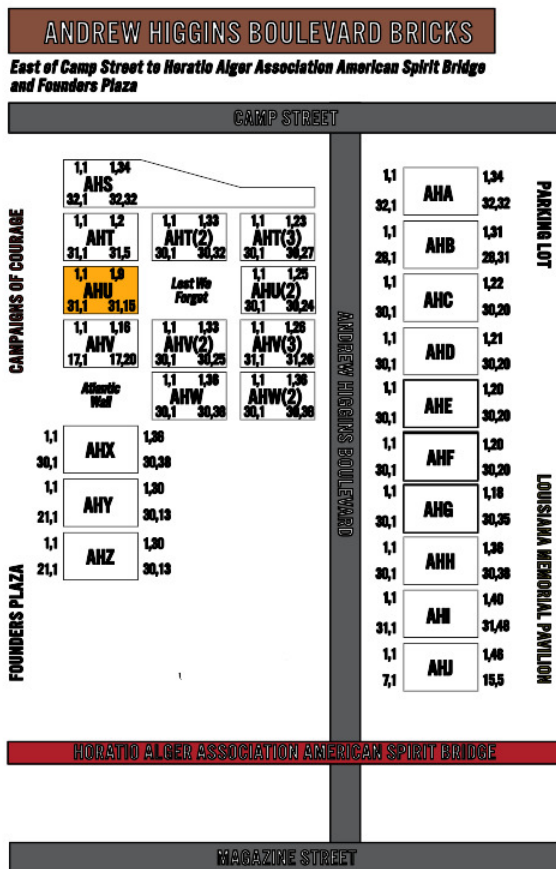 ANDREW HIGGINS BOULEVARD BRICKS
East of Camp Street to Horatio Alger Association American Spirit Bridge
and Founders Plaza
CAMP STREET
1,1 1,34
AHS
32,1 32,32
1,1 1,2
AHT
31,1 31,5
1,1 1,33
AHT(2)
30,1 30,32
1,1 1,23
AHT(3)
30,1 30,27
1,1 1,9
AHU
31,1 31,15
Lest We
Forget
1,1 1,25
AHU(2)
30,1 30,24
1,1 1,16
AHV
17,1 17,20
1,1 1,33
AHV(2)
30,1 30,25
1,1 1,26
AHV(3)
31,1 31,26
Atlantic
Wall
1,1 1,36
AHW
30,1 30,36
1,1 1,36
AHW(2)
30,1 30,36
1,1 1,36
AHX
30,1 30,38
1,1 1,30
AHY
21,1 30,13
1,1 1,30
AHZ
21,1 30,13
CAMPAIGNS OF COURAGE
FOUNDERS PLAZA
ANDREW HIGGINS BOULEVARD
1,1 1,34
AHA
32,1 32,32
1,1 1,31
AHB
28,1 28,31
1,1 1,22
AHC
30,1 30,20
1,1 1,21
AHD
30,1 30,20
1,1 1,20
AHE
30,1 30,20
1,1 1,20
AHF
30,1 30,20
1,1 1,18
AHG
30,1 30,35
1,1 1,36
AHH
30,1 30,36
1,1 1,40
AHI
31,1 31,48
1,1 1,46
AHJ
7,1 15,5
PARKING LOT
LOUISIANA MEMORIAL PAVILION
HORATIO ALGER ASSOCIATION AMERICAN SPIRIT BRIDGE
MAGAZINE STREET